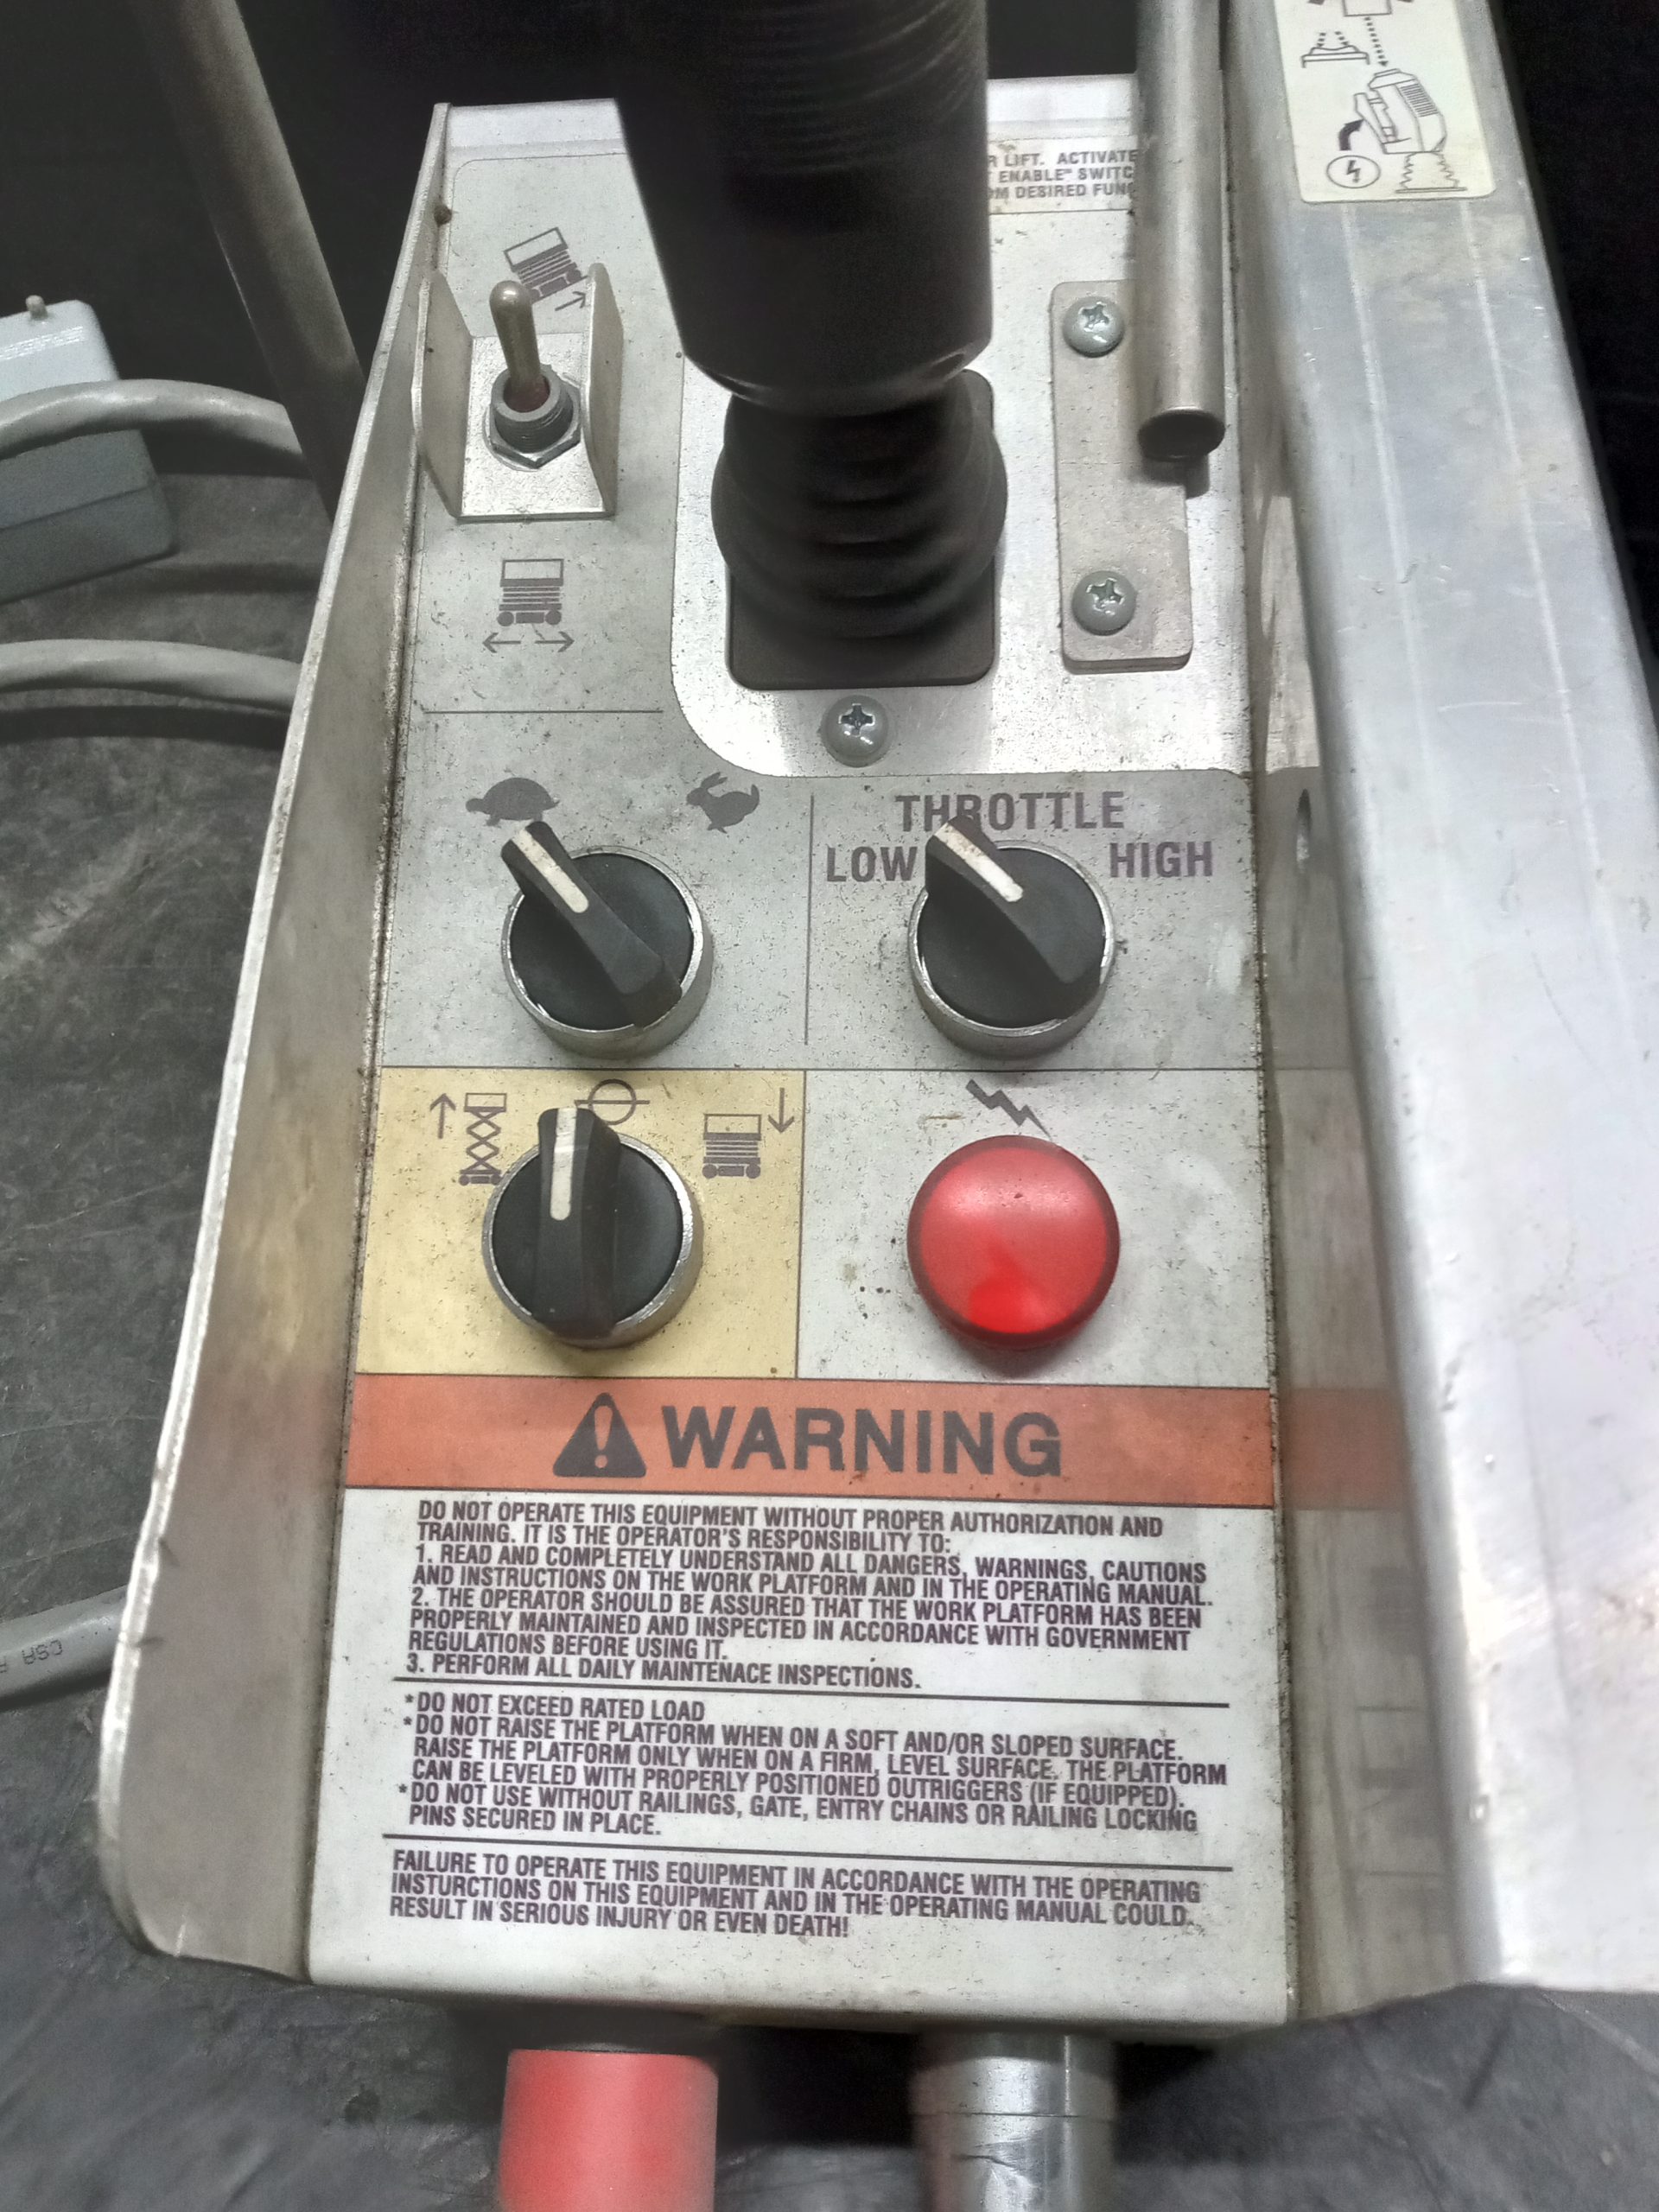 R LIFT. ACTIVATE
ENABLE" SWITC
OM DESIRED FUNC
THROTTLE
LOW HIGH
WARNING
DO NOT OPERATE THIS EQUIPMENT WITHOUT PROPER AUTHORIZATION AND
TRAINING. IT IS THE OPERATOR'S RESPONSIBILITY TO:
1. READ AND COMPLETELY UNDERSTAND ALL DANGERS, WARNINGS, CAUTIONS
AND INSTRUCTIONS ON THE WORK PLATFORM AND IN THE OPERATING MANUAL.
2. THE OPERATOR SHOULD BE ASSURED THAT THE WORK PLATFORM HAS BEEN
PROPERLY MAINTAINED AND INSPECTED IN ACCORDANCE WITH GOVERNMENT
REGULATIONS BEFORE USING IT.
3. PERFORM ALL DAILY MAINTENACE INSPECTIONS.
*DO NOT EXCEED RATED LOAD
*DO NOT RAISE THE PLATFORM WHEN ON A SOFT AND/OR SLOPED SURFACE.
RAISE THE PLATFORM ONLY WHEN ON A FIRM, LEVEL SURFACE. THE PLATFORM
CAN BE LEVELED WITH PROPERLY POSITIONED OUTRIGGERS (IF EQUIPPED).
*DO NOT USE WITHOUT RAILINGS, GATE, ENTRY CHAINS OR RAILING LOCKING
PINS SECURED IN PLACE.
FAILURE TO OPERATE THIS EQUIPMENT IN ACCORDANCE WITH THE OPERATING
INSTURCTIONS ON THIS EQUIPMENT AND IN THE OPERATING MANUAL COULD.
RESULT IN SERIOUS INJURY OR EVEN DEATH!
CSA